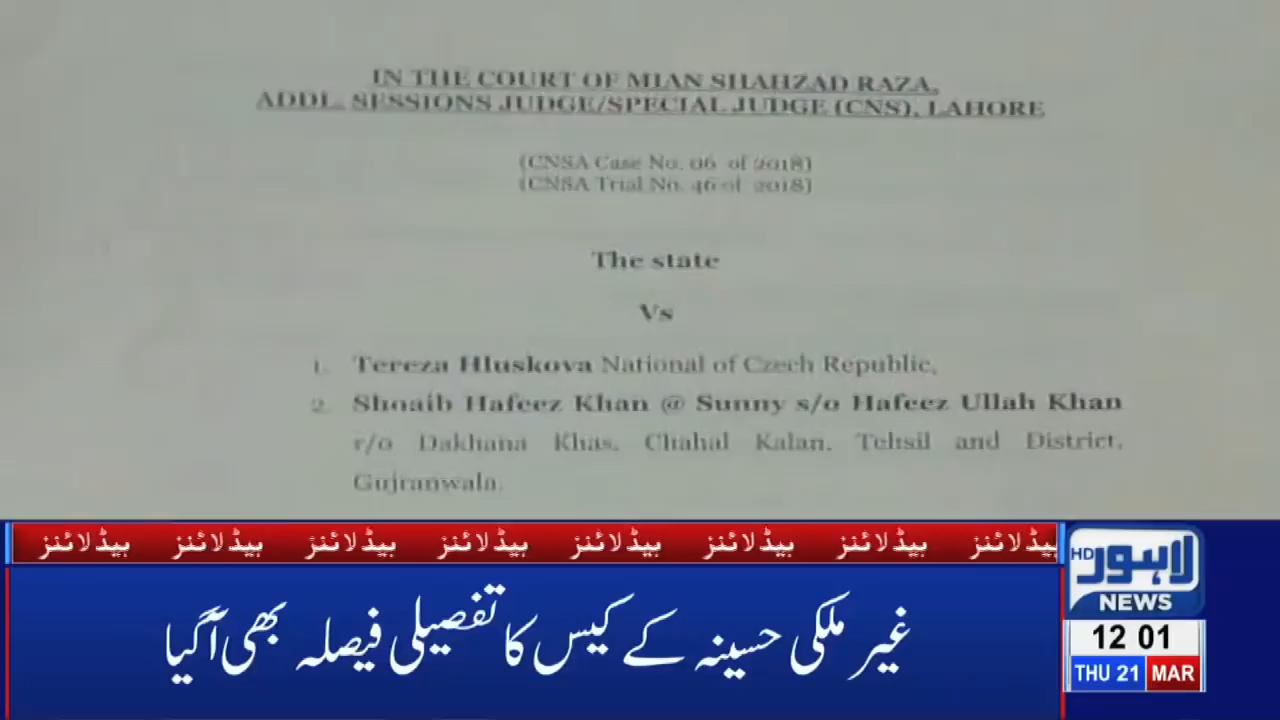 IN THE COURT OF MIAN SHAHZAD RAZA,
ADDL. SESSIONS JUDGE/SPECIAL JUDGE (CNS), LAHORE
(CNSA Case No. 06 of 2018)
(CNSA Trial No. 46 of 2018)
The state
Vs
1. Tereza Hluskova National of Czech Republic,
2. Shoaib Hafeez Khan @ Sunny s/o Hafeez Ullah Khan
r/o Dakhana Khas, Chahal Kalan, Tehsil and District,
Gujranwala.
ہیڈلائنز ہیڈلائنز ہیڈلائنز ہیڈلائنز ہیڈلائنز ہیڈلائنز ہیڈلائنز ہیڈلائنز
غیر ملکی حسینہ کے کیس کا تفصیلی فیصلہ بھی آگیا
HD لاہور
NEWS
12 01
THU 21 MAR